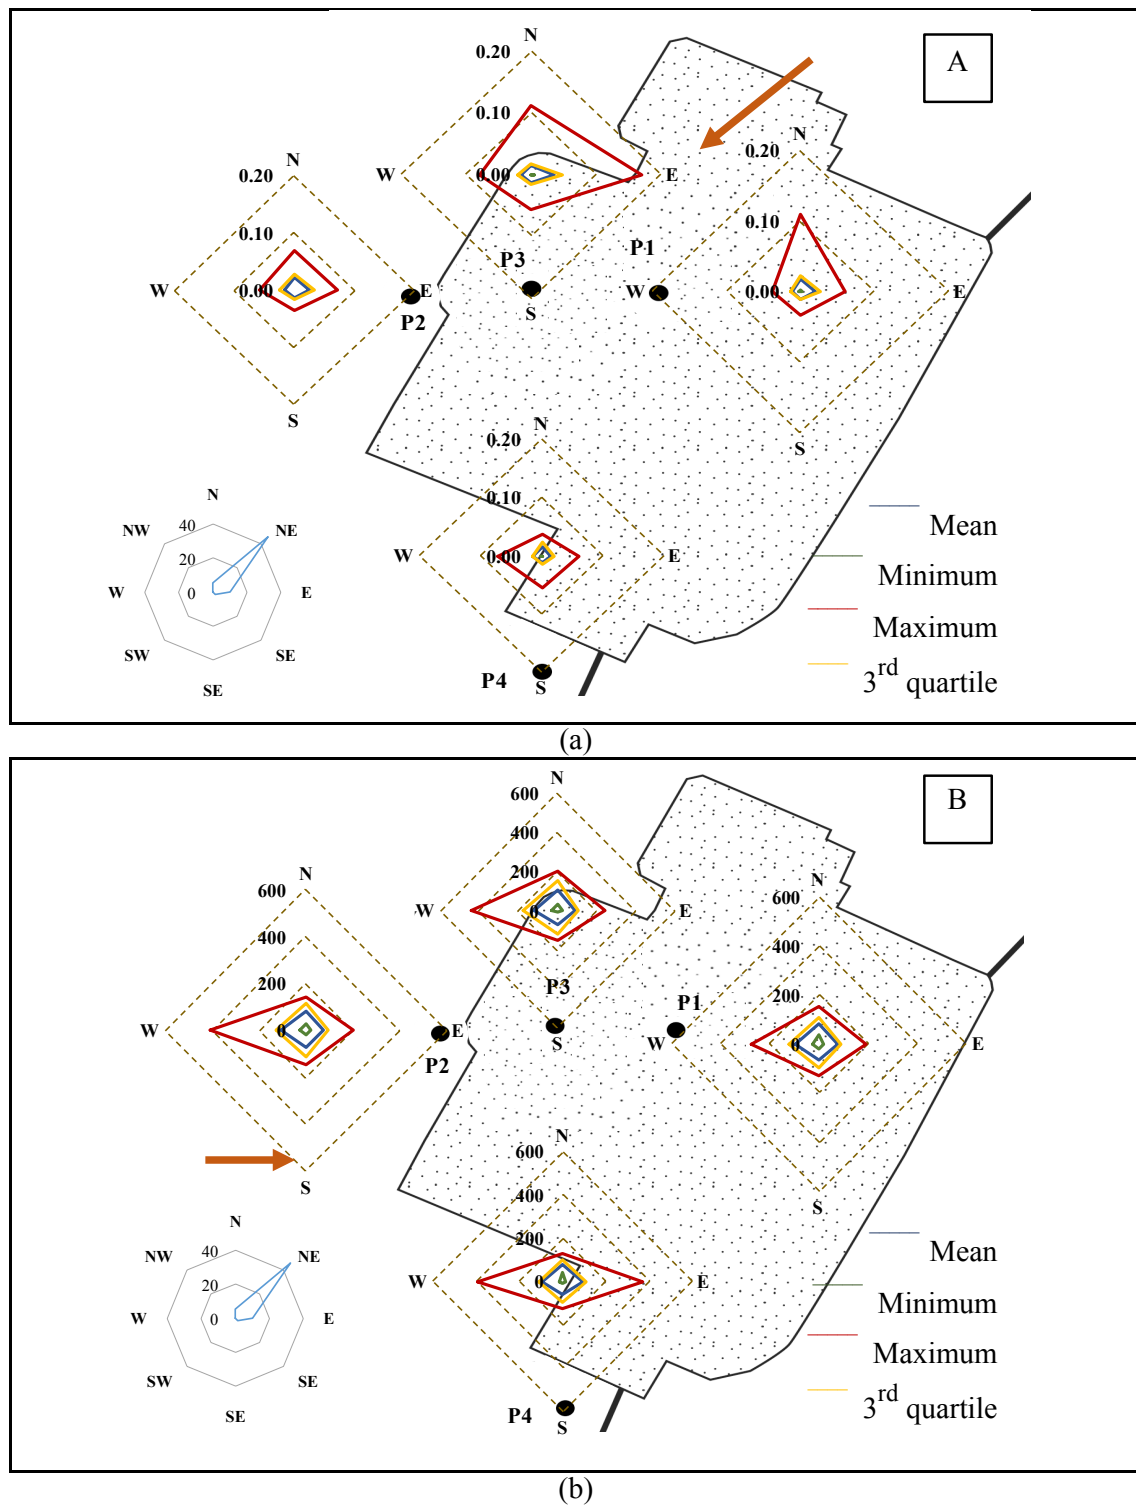 A
N
0.20
0.10
W
0.00
E
P3
S
N
0.20
0.10
P1
W
0.00
E
S
N
0.20
0.10
W
0.00
E
P2
S
N
0.20
0.10
W
0.00
E
P4
S
N
NW
40
NE
20
W
0
E
SW
SE
SE
Mean
Minimum
Maximum
3rd quartile
(a)
B
N
600
400
200
W
0
E
P3
S
N
600
400
200
P1
W
0
E
S
N
600
400
200
W
0
E
P2
S
N
600
400
200
W
0
E
P4
S
N
NW
40
NE
20
W
0
E
SW
SE
SE
Mean
Minimum
Maximum
3rd quartile
(b)